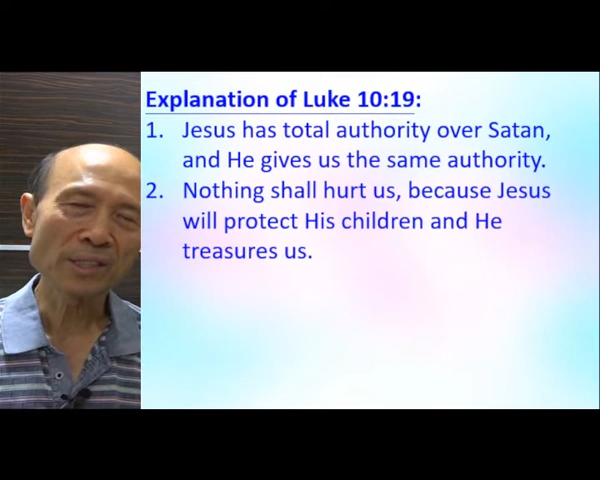 Explanation of Luke 10:19:
1. Jesus has total authority over Satan,
and He gives us the same authority.
2. Nothing shall hurt us, because Jesus
will protect His children and He
treasures us.